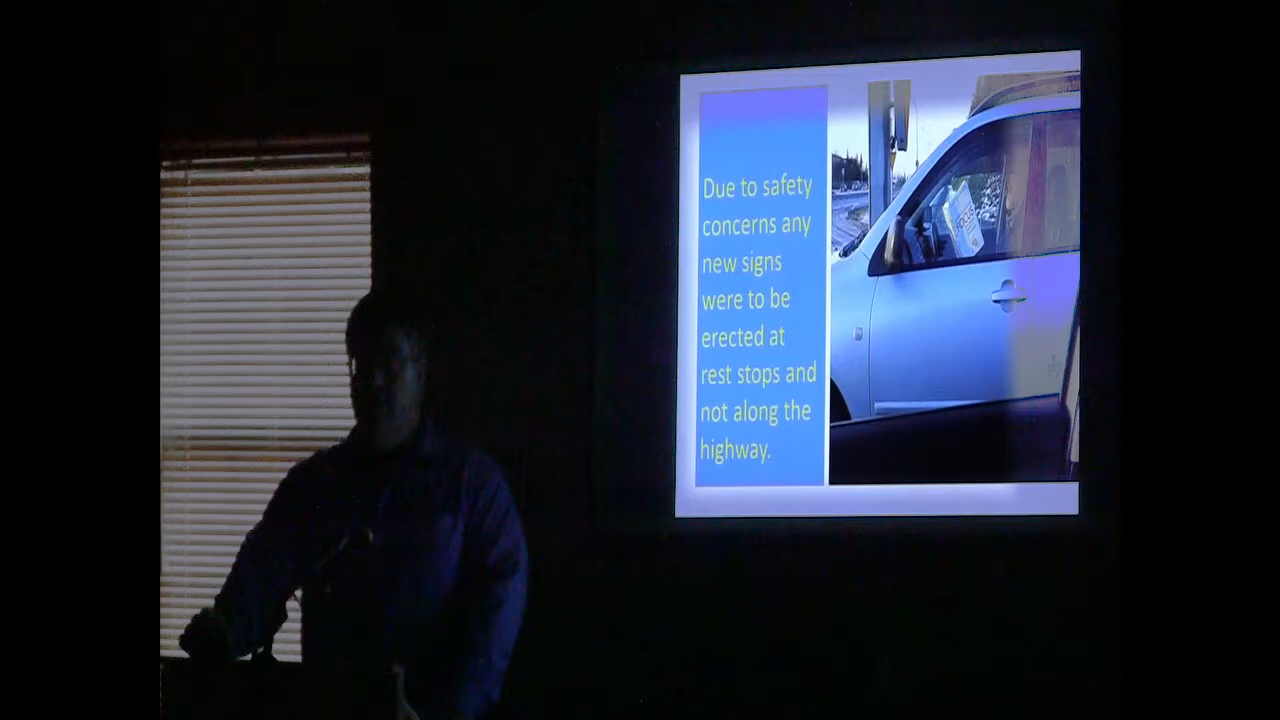 Due to safety
concerns any
new signs
were to be
erected at
rest stops and
not along the
highway.
FOCUS